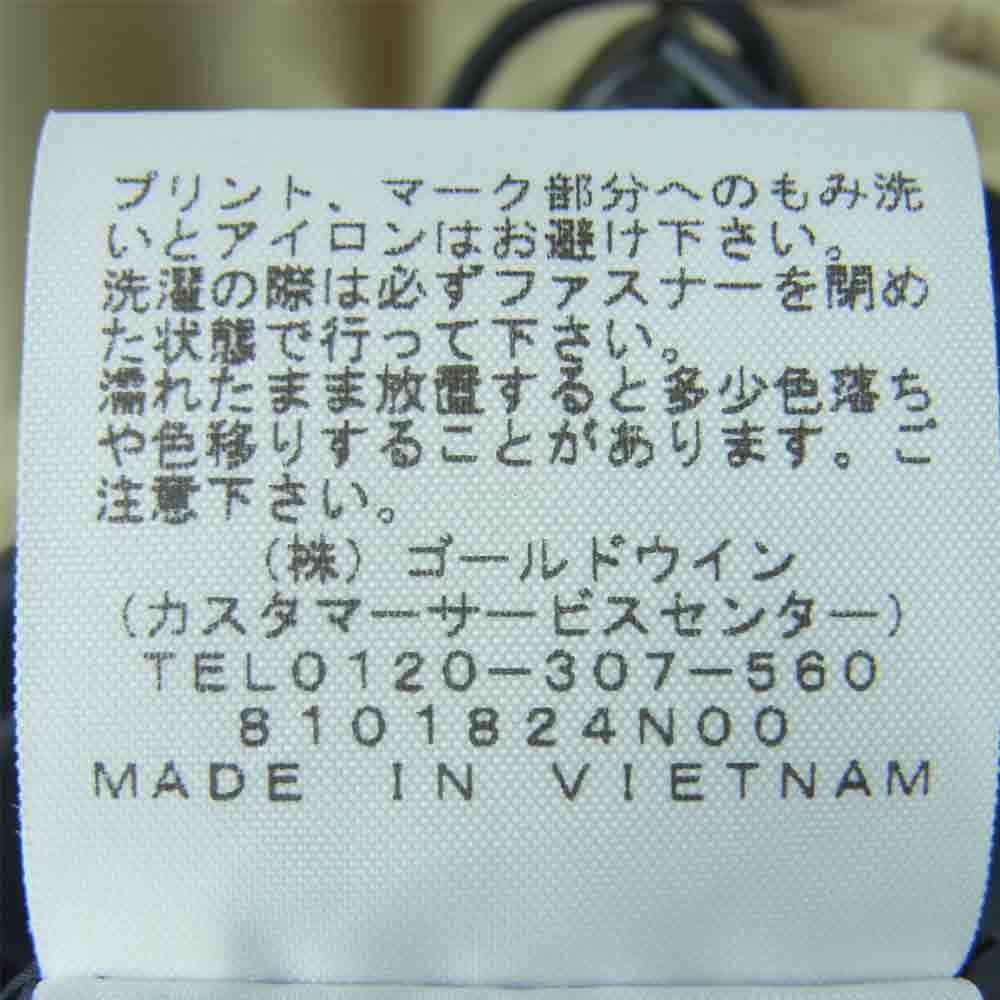 プリント、マーク部分へのもみ洗
いとアイロンはお避け下さい。
洗濯の際は必ずファスナーを閉め
た状態で行って下さい。
濡れたまま放置すると多少色落ち
や色移りすることがあります。ご
注意下さい。
(株)ゴールドウイン
(カスタマーサービスセンター)
TEL0120-307-560
8101824N00
MADE IN VIETNAM